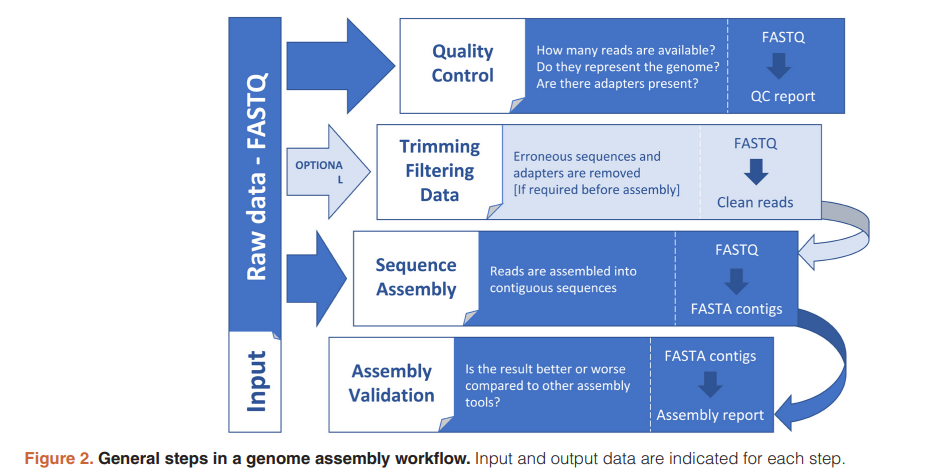 Raw data - FASTQ
Input
Quality
Control
How many reads are available?
Do they represent the genome?
Are there adapters present?
FASTQ
QC report
OPTIONA
L
Trimming
Filtering
Data
Erroneous sequences and
adapters are removed
[If required before assembly]
FASTQ
Clean reads
Sequence
Assembly
Reads are assembled into
contiguous sequences
FASTQ
FASTA contigs
Assembly
Validation
Is the result better or worse
compared to other assembly
tools?
FASTA contigs
Assembly report
Figure 2. General steps in a genome assembly workflow. Input and output data are indicated for each step.